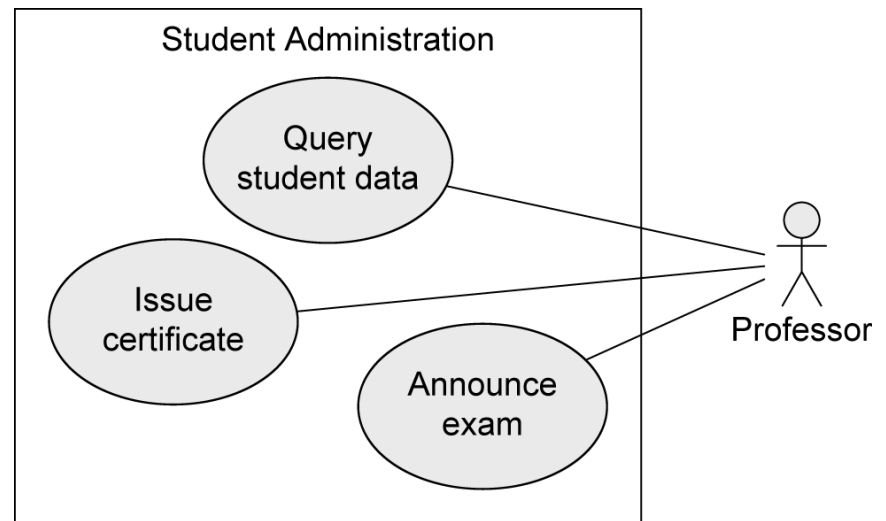 Student Administration
Query
student data
Issue
certificate
Announce
exam
Professor